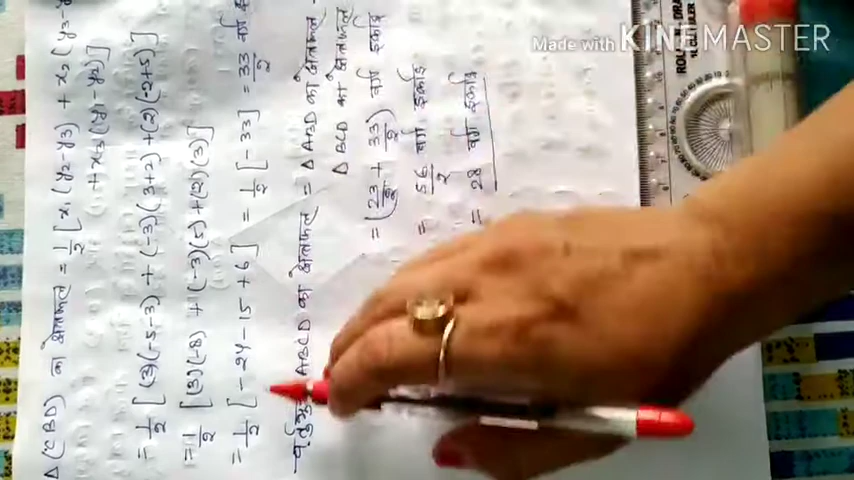 Δ(CBD) का क्षेत्रफल = 1/2 [x1(y2-y3) + x2(y3-y
+x3(y1-y2)]
= 1/2 [(3)(-5-3) + (-3)(3+2) +(2)(-2+5)]
= 1/2 [(3)(-8) + (-3)(5)+(2)(3)]
= 1/2 [-24-15+6] = 1/2 [-33] = 33/2 वर्ग
चतुर्भुज ABCD का क्षेत्रफल = Δ ABD का क्षेत्रफल +
Δ BCD का क्षेत्रफल
= (23/2 + 33/2) वर्ग इकाई
= 56/2 वर्ग इकाई
= 28 वर्ग इकाई
Made with KINEMASTER